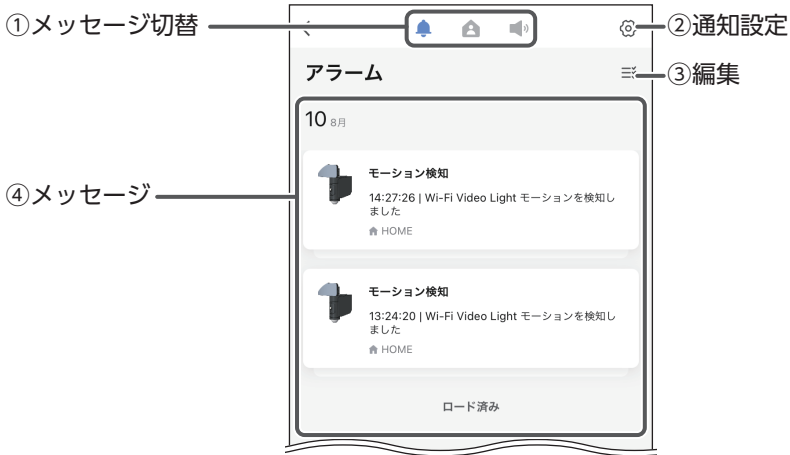 ①メッセージ切替
②通知設定
アラーム
③編集
10 8月
④メッセージ
モーション検知
14:27:26 | Wi-Fi Video Light モーションを検知し
ました
HOME
モーション検知
13:24:20 | Wi-Fi Video Light モーションを検知し
ました
HOME
ロード済み